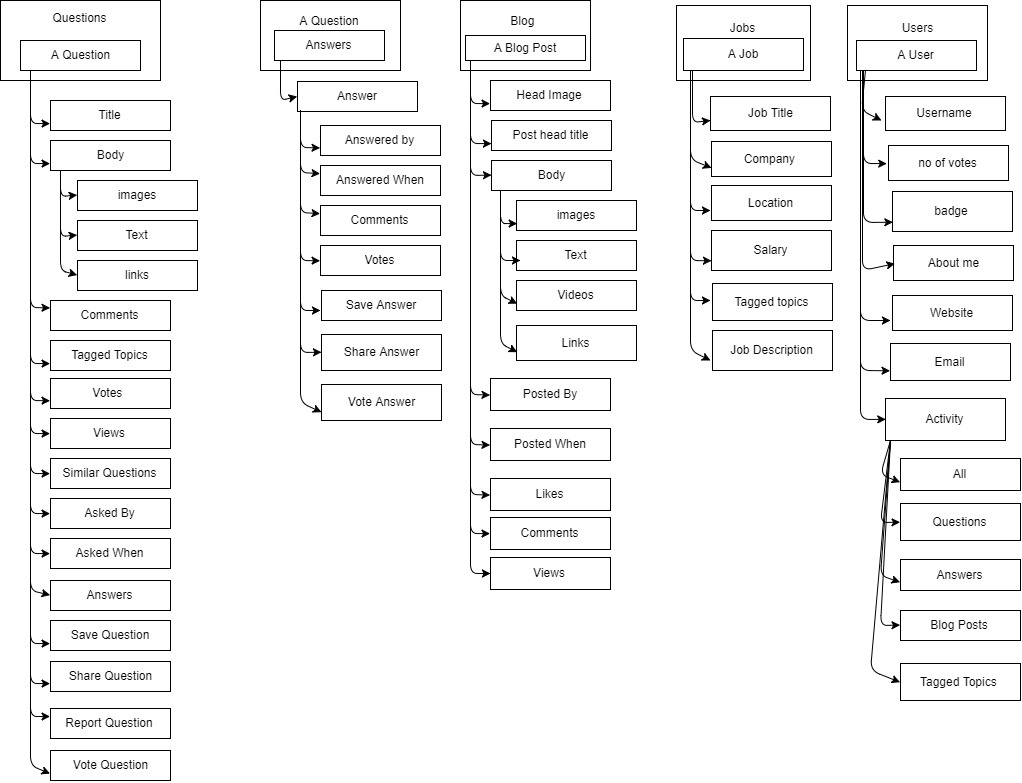 Questions
A Question
Title
Body
images
Text
links
Comments
Tagged Topics
Votes
Views
Similar Questions
Asked By
Asked When
Answers
Save Question
Share Question
Report Question
Vote Question
A Question
Answers
Answer
Answered by
Answered When
Comments
Votes
Save Answer
Share Answer
Vote Answer
Blog
A Blog Post
Head Image
Post head title
Body
images
Text
Videos
Links
Posted By
Posted When
Likes
Comments
Views
Jobs
A Job
Job Title
Company
Location
Salary
Tagged topics
Job Description
Users
A User
Username
no of votes
badge
About me
Website
Email
Activity
All
Questions
Answers
Blog Posts
Tagged Topics